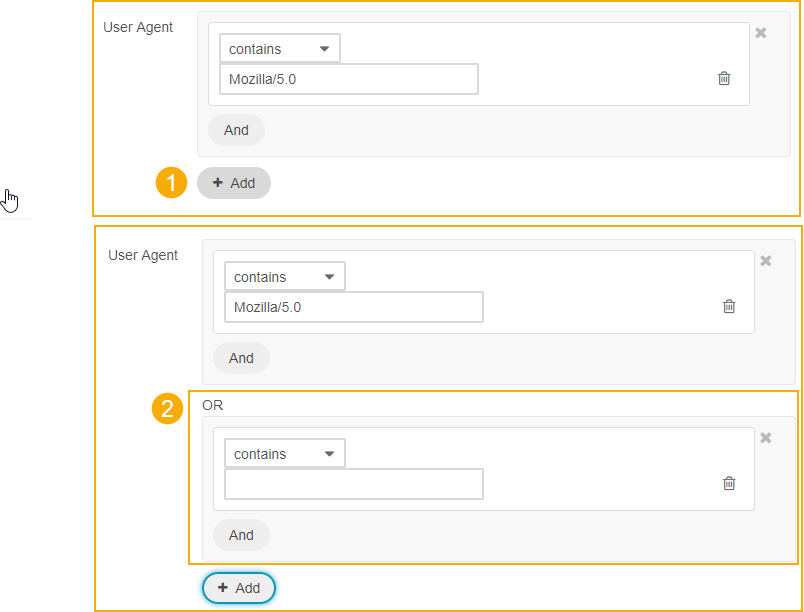 User Agent
contains
Mozilla/5.0
And
1
+ Add
User Agent
contains
Mozilla/5.0
And
2
OR
contains
And
+ Add